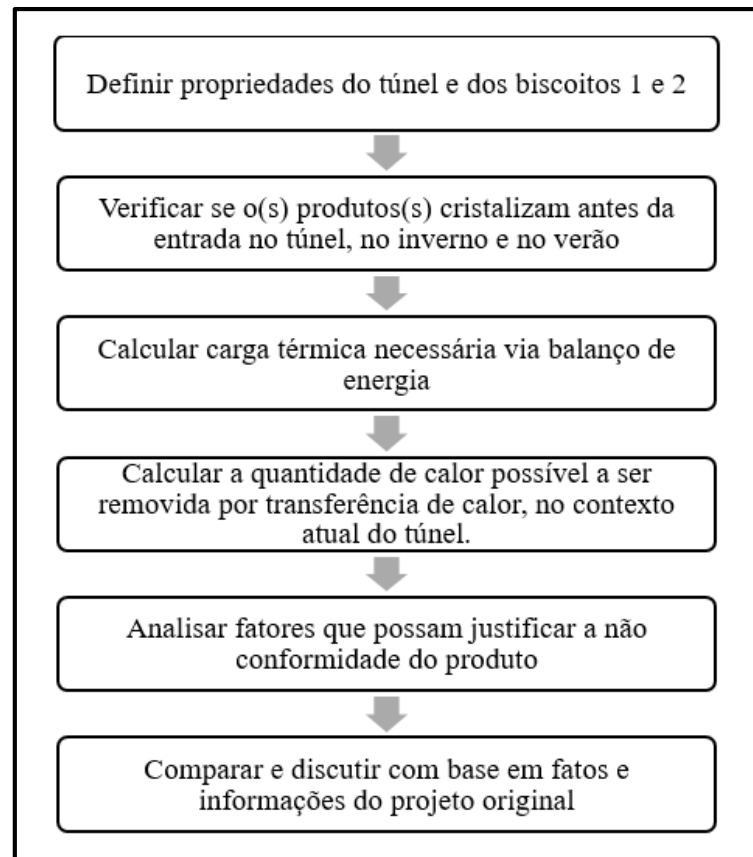 Definir propriedades do túnel e dos biscoitos 1 e 2
Verificar se o(s) produtos(s) cristalizam antes da
entrada no túnel, no inverno e no verão
Calcular carga térmica necessária via balanço de
energia
Calcular a quantidade de calor possível a ser
removida por transferência de calor, no contexto
atual do túnel.
Analisar fatores que possam justificar a não
conformidade do produto
Comparar e discutir com base em fatos e
informações do projeto original